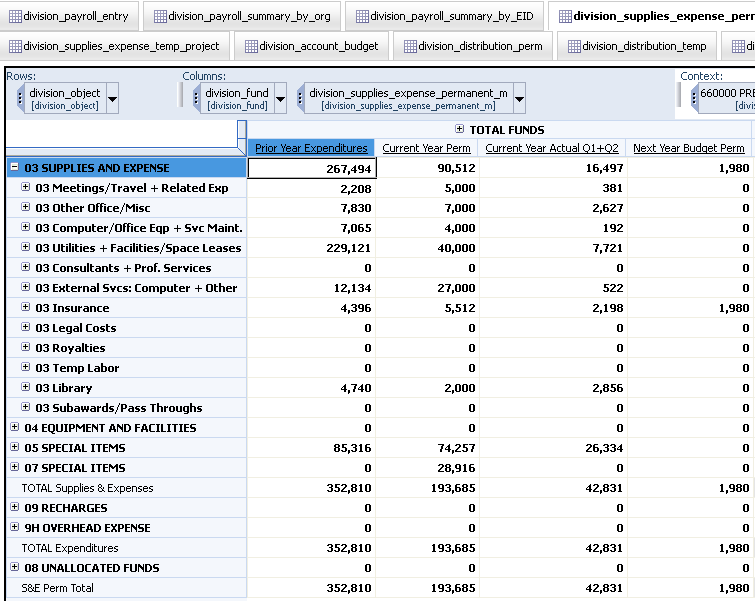 division_payroll_entry division_payroll_summary_by_org division_payroll_summary_by_EID division_supplies_expense_perm
division_supplies_expense_temp_project division_account_budget division_distribution_perm division_distribution_temp di
Rows: Columns: Context:
division_object division_fund division_supplies_expense_permanent_m 660000 PRE
[division_object] [division_fund] [division_supplies_expense_permanent_m] [divis
TOTAL FUNDS
Prior Year Expenditures Current Year Perm Current Year Actual Q1+Q2 Next Year Budget Perm
03 SUPPLIES AND EXPENSE 267,494 90,512 16,497 1,980
03 Meetings/Travel + Related Exp 2,208 5,000 381 0
03 Other Office/Misc 7,830 7,000 2,627 0
03 Computer/Office Eqp + Svc Maint. 7,065 4,000 192 0
03 Utilities + Facilities/Space Leases 229,121 40,000 7,721 0
03 Consultants + Prof. Services 0 0 0 0
03 External Svcs: Computer + Other 12,134 27,000 522 0
03 Insurance 4,396 5,512 2,198 1,980
03 Legal Costs 0 0 0 0
03 Royalties 0 0 0 0
03 Temp Labor 0 0 0 0
03 Library 4,740 2,000 2,856 0
03 Subawards/Pass Throughs 0 0 0 0
04 EQUIPMENT AND FACILITIES 0 0 0 0
05 SPECIAL ITEMS 85,316 74,257 26,334 0
07 SPECIAL ITEMS 0 28,916 0 0
TOTAL Supplies & Expenses 352,810 193,685 42,831 1,980
09 RECHARGES 0 0 0 0
9H OVERHEAD EXPENSE 0 0 0 0
TOTAL Expenditures 352,810 193,685 42,831 1,980
08 UNALLOCATED FUNDS 0 0 0 0
S&E Perm Total 352,810 193,685 42,831 1,980